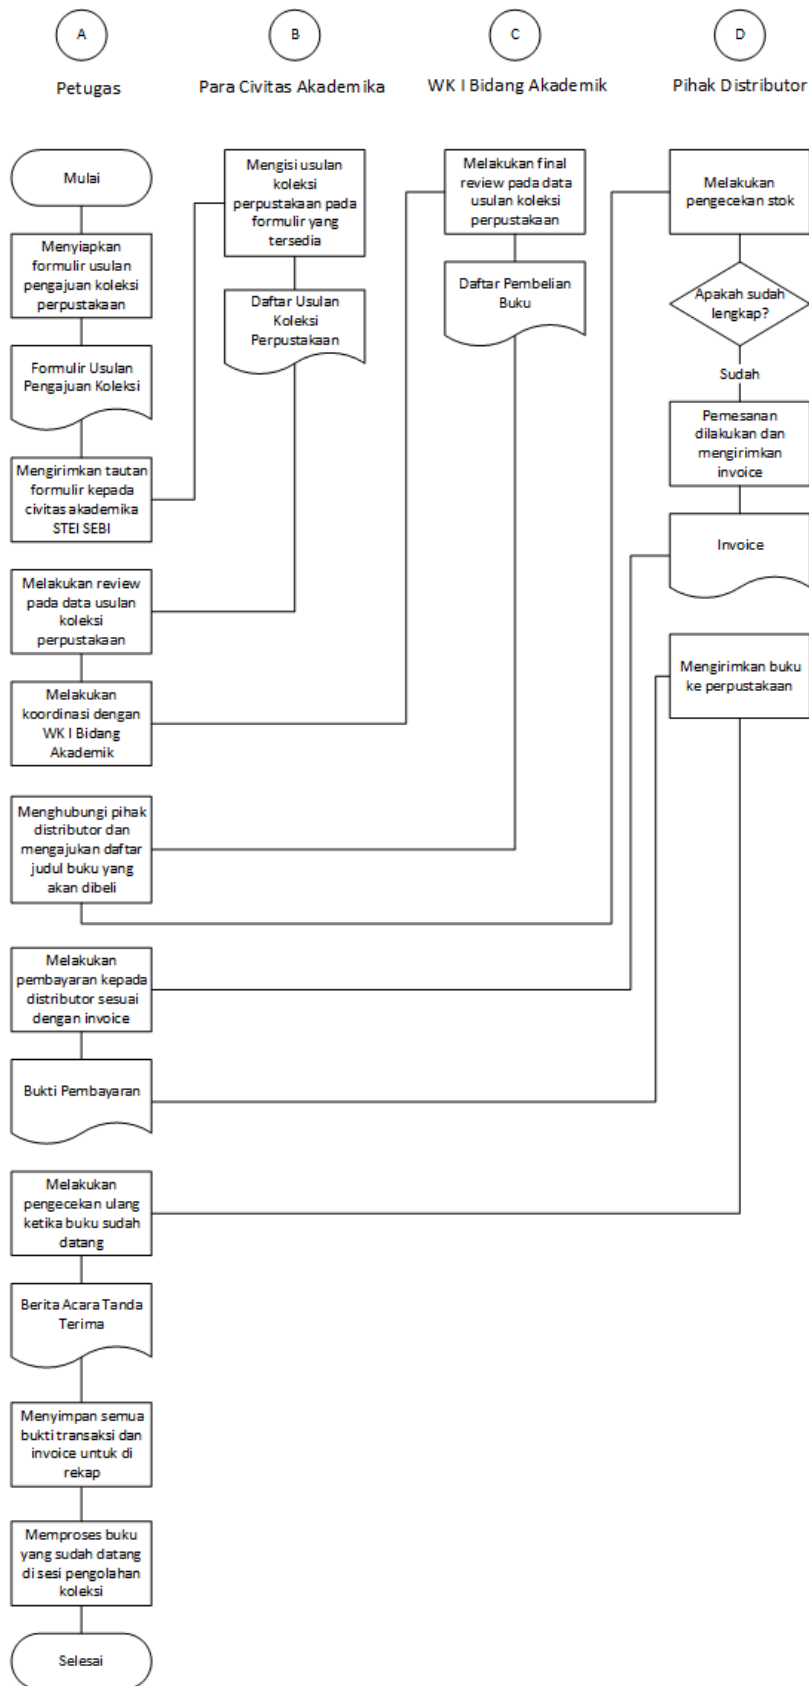 A
B
C
D
Petugas
Para Civitas Akademika
WK I Bidang Akademik
Pihak Distributor
Mulai
Menyiapkan
formulir usulan
pengajuan koleksi
perpustakaan
Formulir Usulan
Pengajuan Koleksi
Mengirimkan tautan
formulir kepada
civitas akademika
STEI SEBI
Melakukan review
pada data usulan
koleksi
perpustakaan
Melakukan
koordinasi dengan
WK I Bidang
Akademik
Menghubungi pihak
distributor dan
mengajukan daftar
judul buku yang
akan dibeli
Melakukan
pembayaran kepada
distributor sesuai
dengan invoice
Bukti Pembayaran
Melakukan
pengecekan ulang
ketika buku sudah
datang
Berita Acara Tanda
Terima
Menyimpan semua
bukti transaksi dan
invoice untuk di
rekap
Memproses buku
yang sudah datang
di sesi pengolahan
koleksi
Selesai
Mengisi usulan
koleksi
perpustakaan pada
formulir yang
tersedia
Daftar Usulan
Koleksi
Perpustakaan
Melakukan final
review pada data
usulan koleksi
perpustakaan
Daftar Pembelian
Buku
Melakukan
pengecekan stok
Apakah sudah
lengkap?
Sudah
Pemesanan
dilakukan dan
mengirimkan
invoice
Invoice
Mengirimkan buku
ke perpustakaan